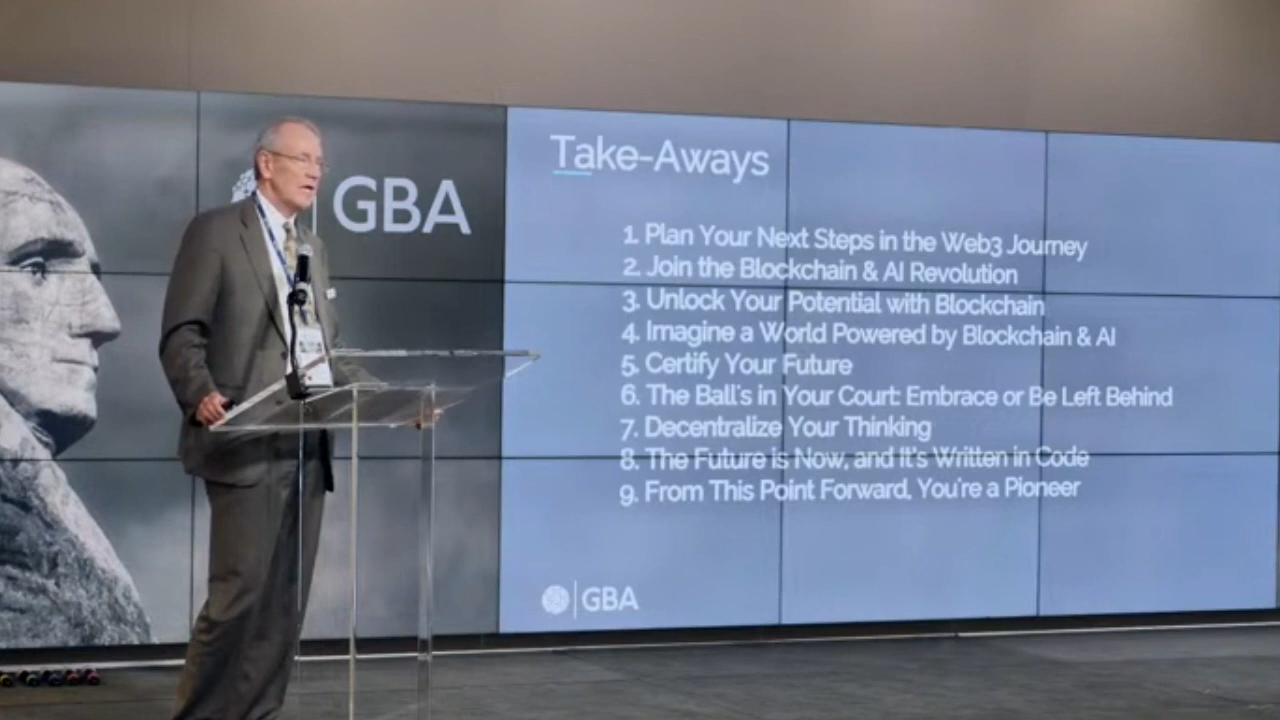 GBA
Take-Aways
1. Plan Your Next Steps in the Web3 Journey
2. Join the Blockchain & AI Revolution
3. Unlock Your Potential with Blockchain
4. Imagine a World Powered by Blockchain & AI
5. Certify Your Future
6. The Ball's in Your Court: Embrace or Be Left Behind
7. Decentralize Your Thinking
8. The Future is Now, and It's Written in Code
9. From This Point Forward, You're a Pioneer
GBA